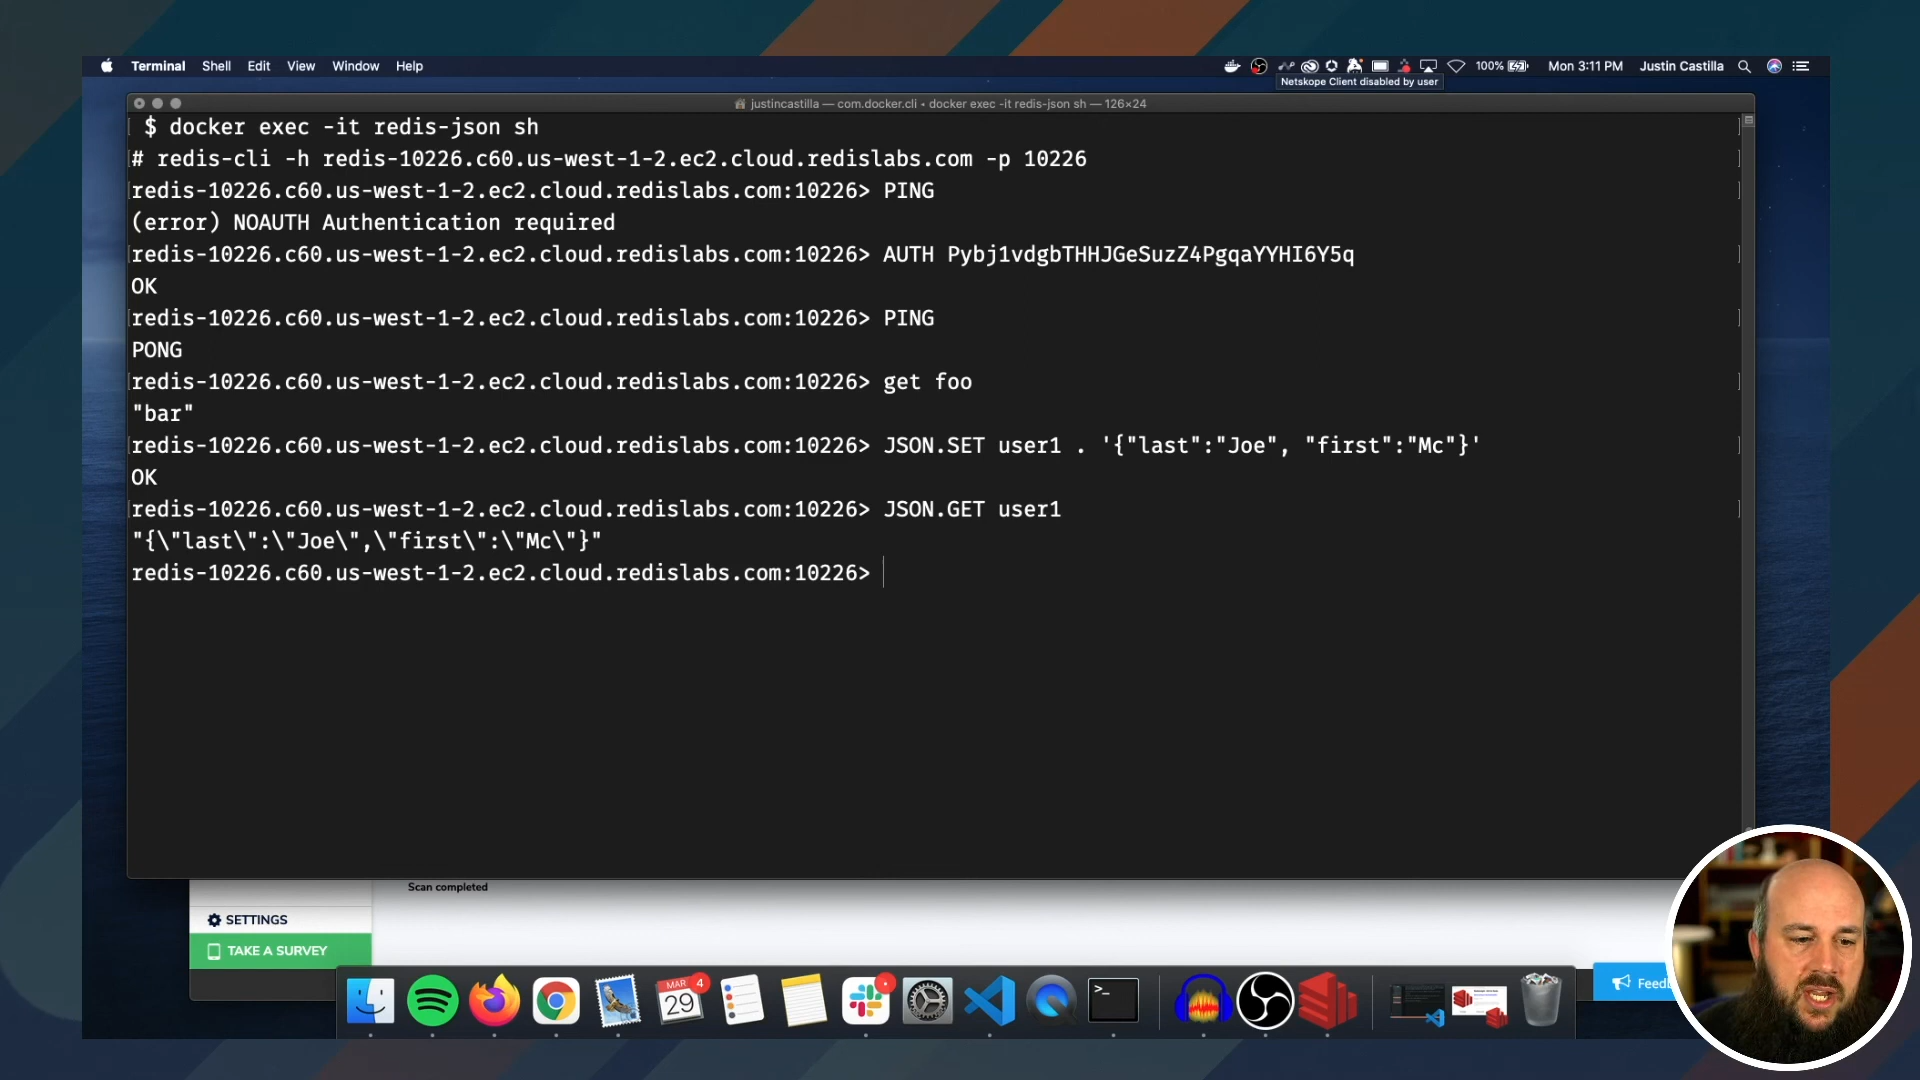 Terminal Shell Edit View Window Help
100% Mon 3:11 PM Justin Castilla
Netskope Client disabled by user
justincastilla — com.docker.cli • docker exec -it redis-json sh — 126×24
$ docker exec -it redis-json sh
# redis-cli -h redis-10226.c60.us-west-1-2.ec2.cloud.redislabs.com -p 10226
redis-10226.c60.us-west-1-2.ec2.cloud.redislabs.com:10226> PING
(error) NOAUTH Authentication required
redis-10226.c60.us-west-1-2.ec2.cloud.redislabs.com:10226> AUTH Pybj1vdgbTHHJGeSuzZ4PgqaYYHI6Y5q
OK
redis-10226.c60.us-west-1-2.ec2.cloud.redislabs.com:10226> PING
PONG
redis-10226.c60.us-west-1-2.ec2.cloud.redislabs.com:10226> get foo
"bar"
redis-10226.c60.us-west-1-2.ec2.cloud.redislabs.com:10226> JSON.SET user1 . '{"last":"Joe", "first":"Mc"}'
OK
redis-10226.c60.us-west-1-2.ec2.cloud.redislabs.com:10226> JSON.GET user1
"{\"last\":\"Joe\",\"first\":\"Mc\"}"
redis-10226.c60.us-west-1-2.ec2.cloud.redislabs.com:10226>
Scan completed
SETTINGS
TAKE A SURVEY
MAR 4
29
>_